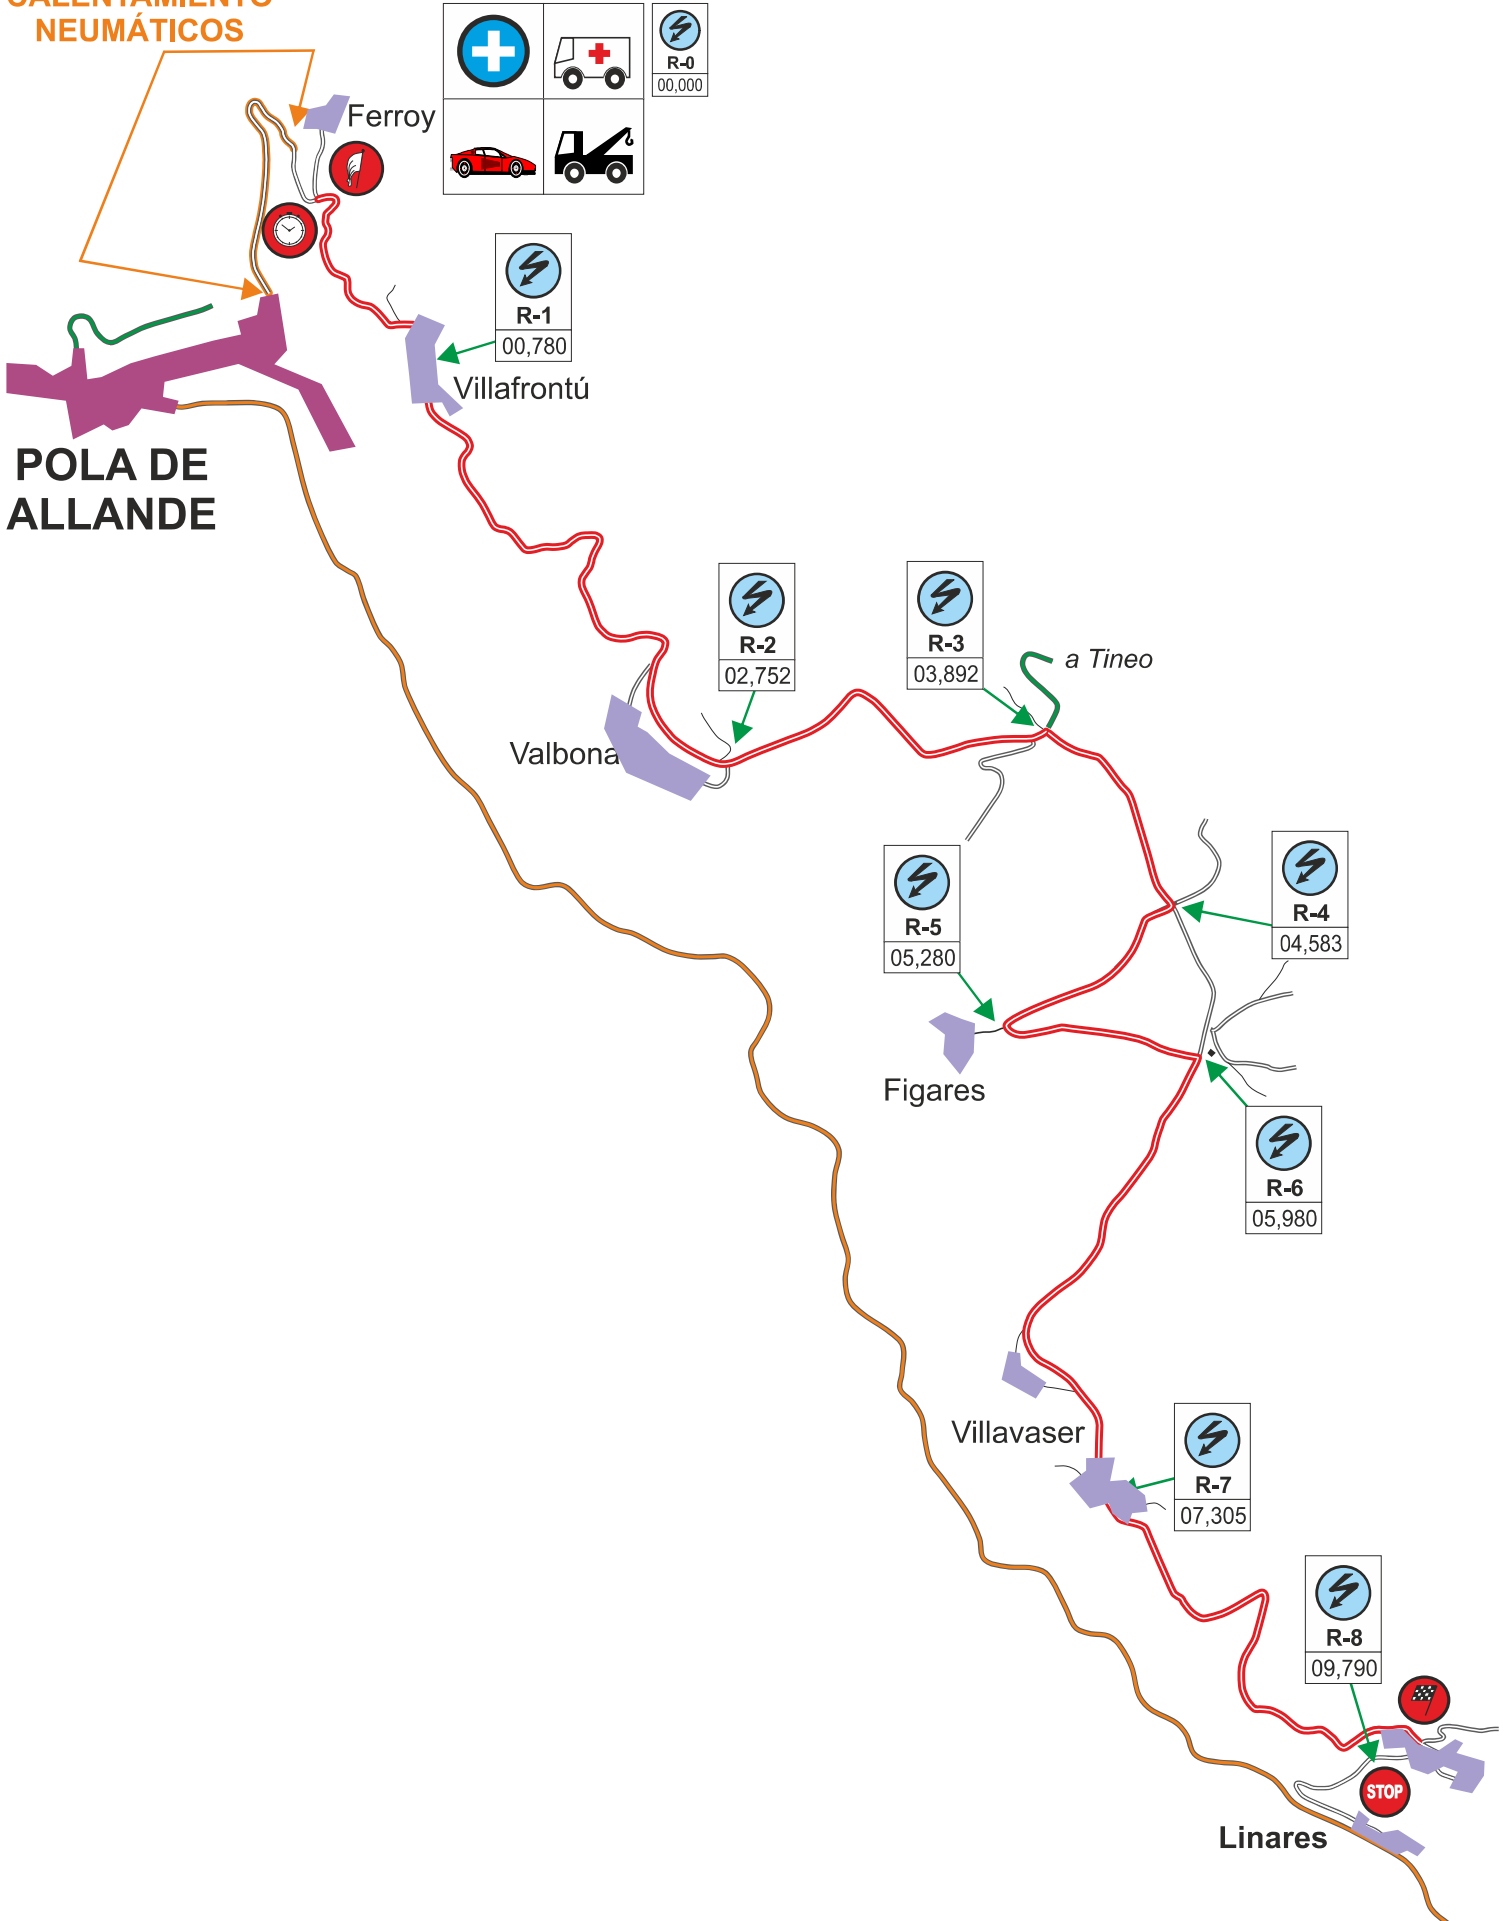 CALENTAMIENTO
NEUMÁTICOS
R-0
00,000
Ferroy
R-1
00,780
Villafrontú
POLA DE
ALLANDE
R-2
02,752
R-3
03,892
a Tineo
Valbona
R-4
04,583
R-5
05,280
Figares
R-6
05,980
Villavaser
R-7
07,305
R-8
09,790
STOP
Linares